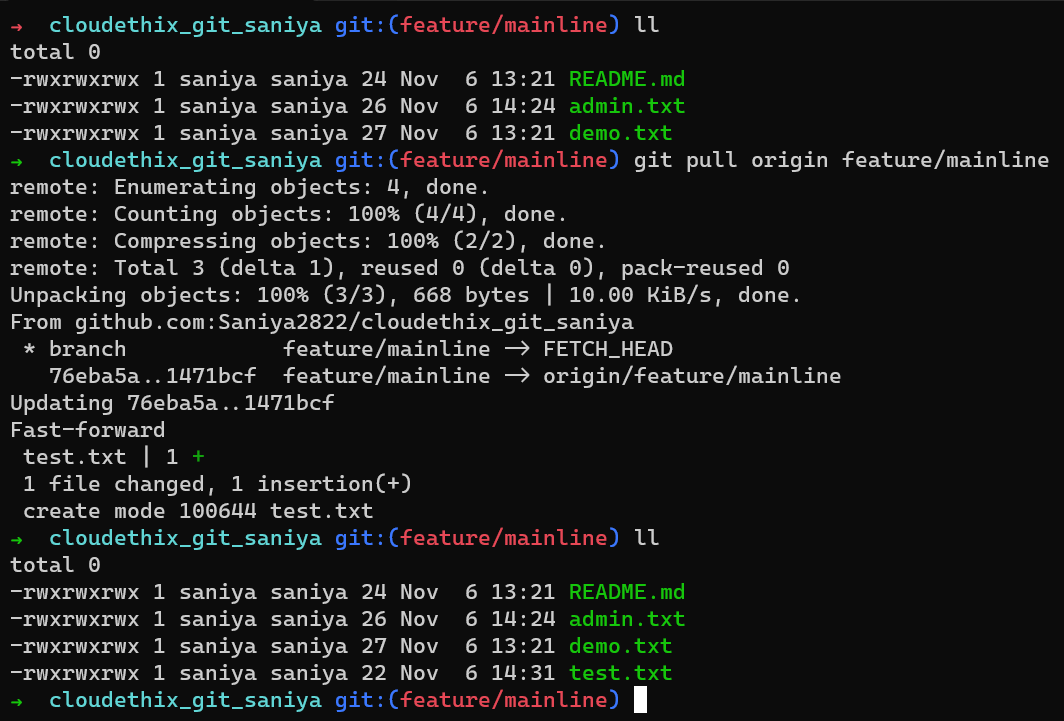 →  cloudethix_git_saniya git:(feature/mainline) ll
total 0
-rwxrwxrwx 1 saniya saniya 24 Nov  6 13:21 README.md
-rwxrwxrwx 1 saniya saniya 26 Nov  6 14:24 admin.txt
-rwxrwxrwx 1 saniya saniya 27 Nov  6 13:21 demo.txt
→  cloudethix_git_saniya git:(feature/mainline) git pull origin feature/mainline
remote: Enumerating objects: 4, done.
remote: Counting objects: 100% (4/4), done.
remote: Compressing objects: 100% (2/2), done.
remote: Total 3 (delta 1), reused 0 (delta 0), pack-reused 0
Unpacking objects: 100% (3/3), 668 bytes | 10.00 KiB/s, done.
From github.com:Saniya2822/cloudethix_git_saniya
 * branch            feature/mainline -> FETCH_HEAD
   76eba5a..1471bcf  feature/mainline -> origin/feature/mainline
Updating 76eba5a..1471bcf
Fast-forward
 test.txt | 1 +
 1 file changed, 1 insertion(+)
 create mode 100644 test.txt
→  cloudethix_git_saniya git:(feature/mainline) ll
total 0
-rwxrwxrwx 1 saniya saniya 24 Nov  6 13:21 README.md
-rwxrwxrwx 1 saniya saniya 26 Nov  6 14:24 admin.txt
-rwxrwxrwx 1 saniya saniya 27 Nov  6 13:21 demo.txt
-rwxrwxrwx 1 saniya saniya 22 Nov  6 14:31 test.txt
→  cloudethix_git_saniya git:(feature/mainline)